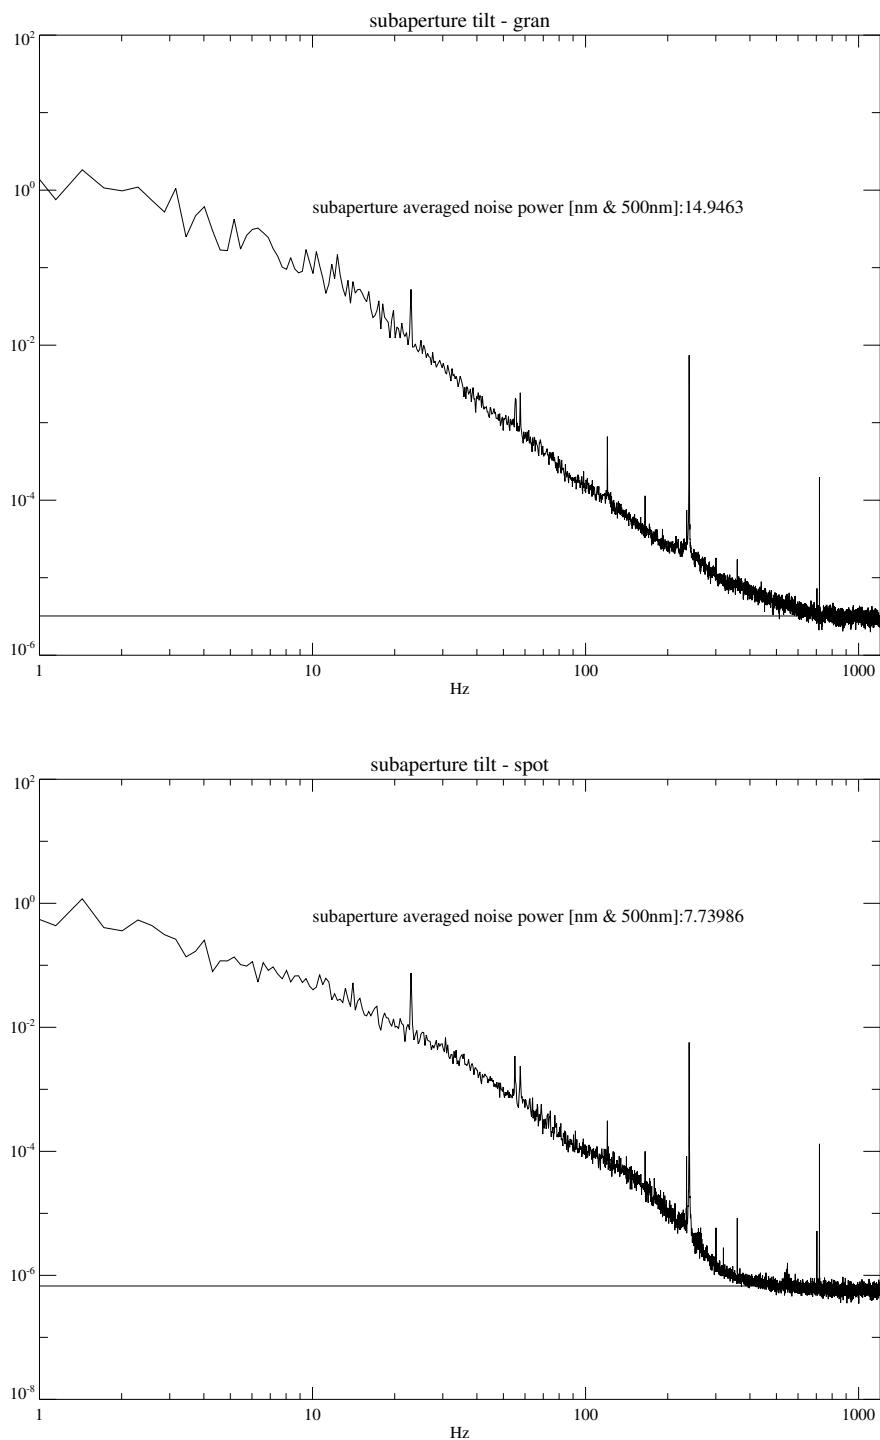 subaperture tilt - gran
10^2
10^0
subaperture averaged noise power [nm & 500nm]:14.9463
10^-2
10^-4
10^-6
1 10 100 1000
Hz
subaperture tilt - spot
10^2
10^0
subaperture averaged noise power [nm & 500nm]:7.73986
10^-2
10^-4
10^-6
10^-8
1 10 100 1000
Hz